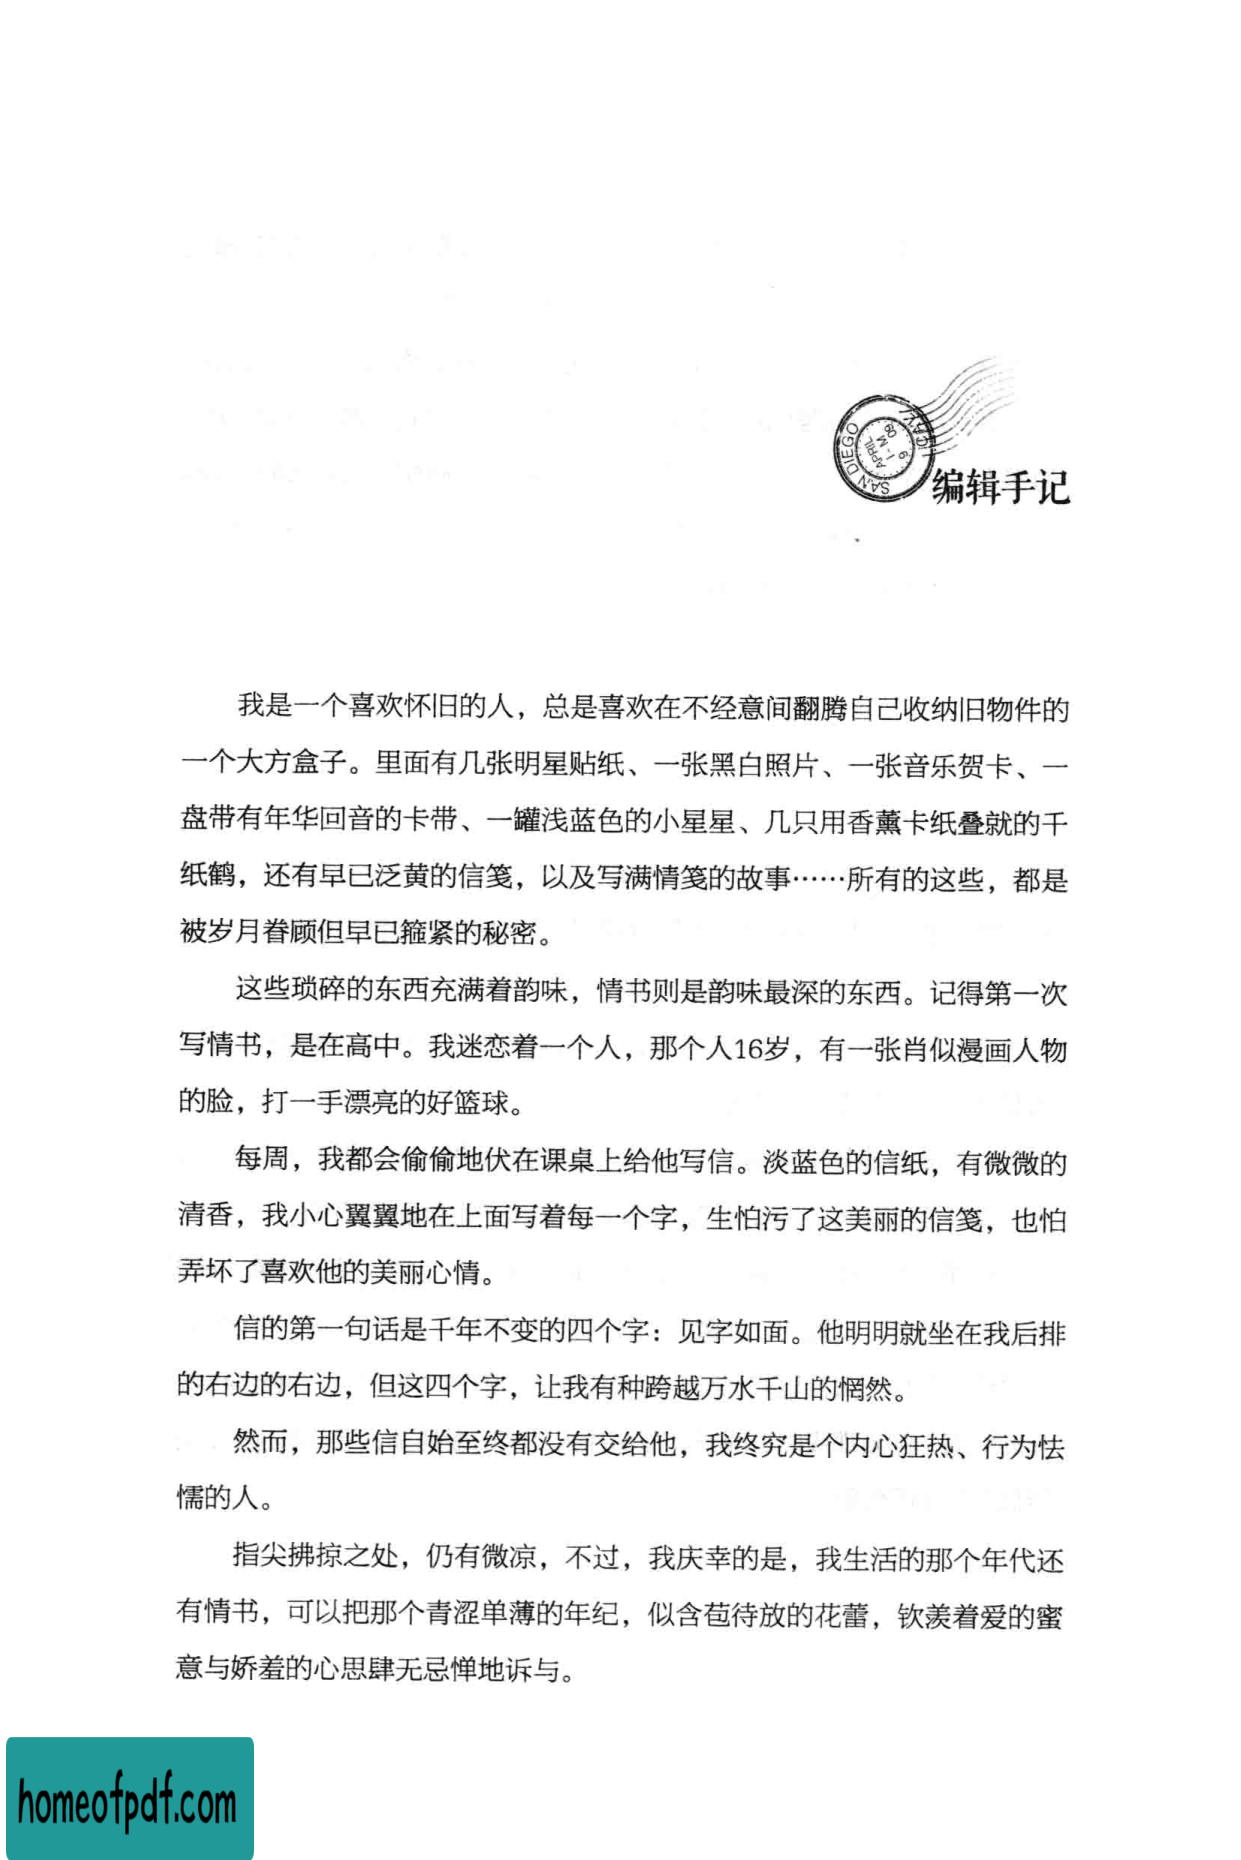 SAN DIEGO
APRIL
9
1 - M
09
编辑手记
我是一个喜欢怀旧的人，总是喜欢在不经意间翻腾自己收纳旧物件的
一个大方盒子。里面有几张明星贴纸、一张黑白照片、一张音乐贺卡、一
盘带有年华回音的卡带、一罐浅蓝色的小星星、几只用香薰卡纸叠就的千
纸鹤，还有早已泛黄的信笺，以及写满情笺的故事……所有的这些，都是
被岁月眷顾但早已箍紧的秘密。
这些琐碎的东西充满着韵味，情书则是韵味最深的东西。记得第一次
写情书，是在高中。我迷恋着一个人，那个人16岁，有一张肖似漫画人物
的脸，打一手漂亮的好篮球。
每周，我都会偷偷地伏在课桌上给他写信。淡蓝色的信纸，有微微的
清香，我小心翼翼地在上面写着每一个字，生怕污了这美丽的信笺，也怕
弄坏了喜欢他的美丽心情。
信的第一句话是千年不变的四个字：见字如面。他明明就坐在我后排
的右边的右边，但这四个字，让我有种跨越万水千山的惘然。
然而，那些信自始至终都没有交给他，我终究是个内心狂热、行为怯
懦的人。
指尖拂掠之处，仍有微凉，不过，我庆幸的是，我生活的那个年代还
有情书，可以把那个青涩单薄的年纪，似含苞待放的花蕾，钦羡着爱的蜜
意与娇羞的心思肆无忌惮地诉与。
homeofpdf.com